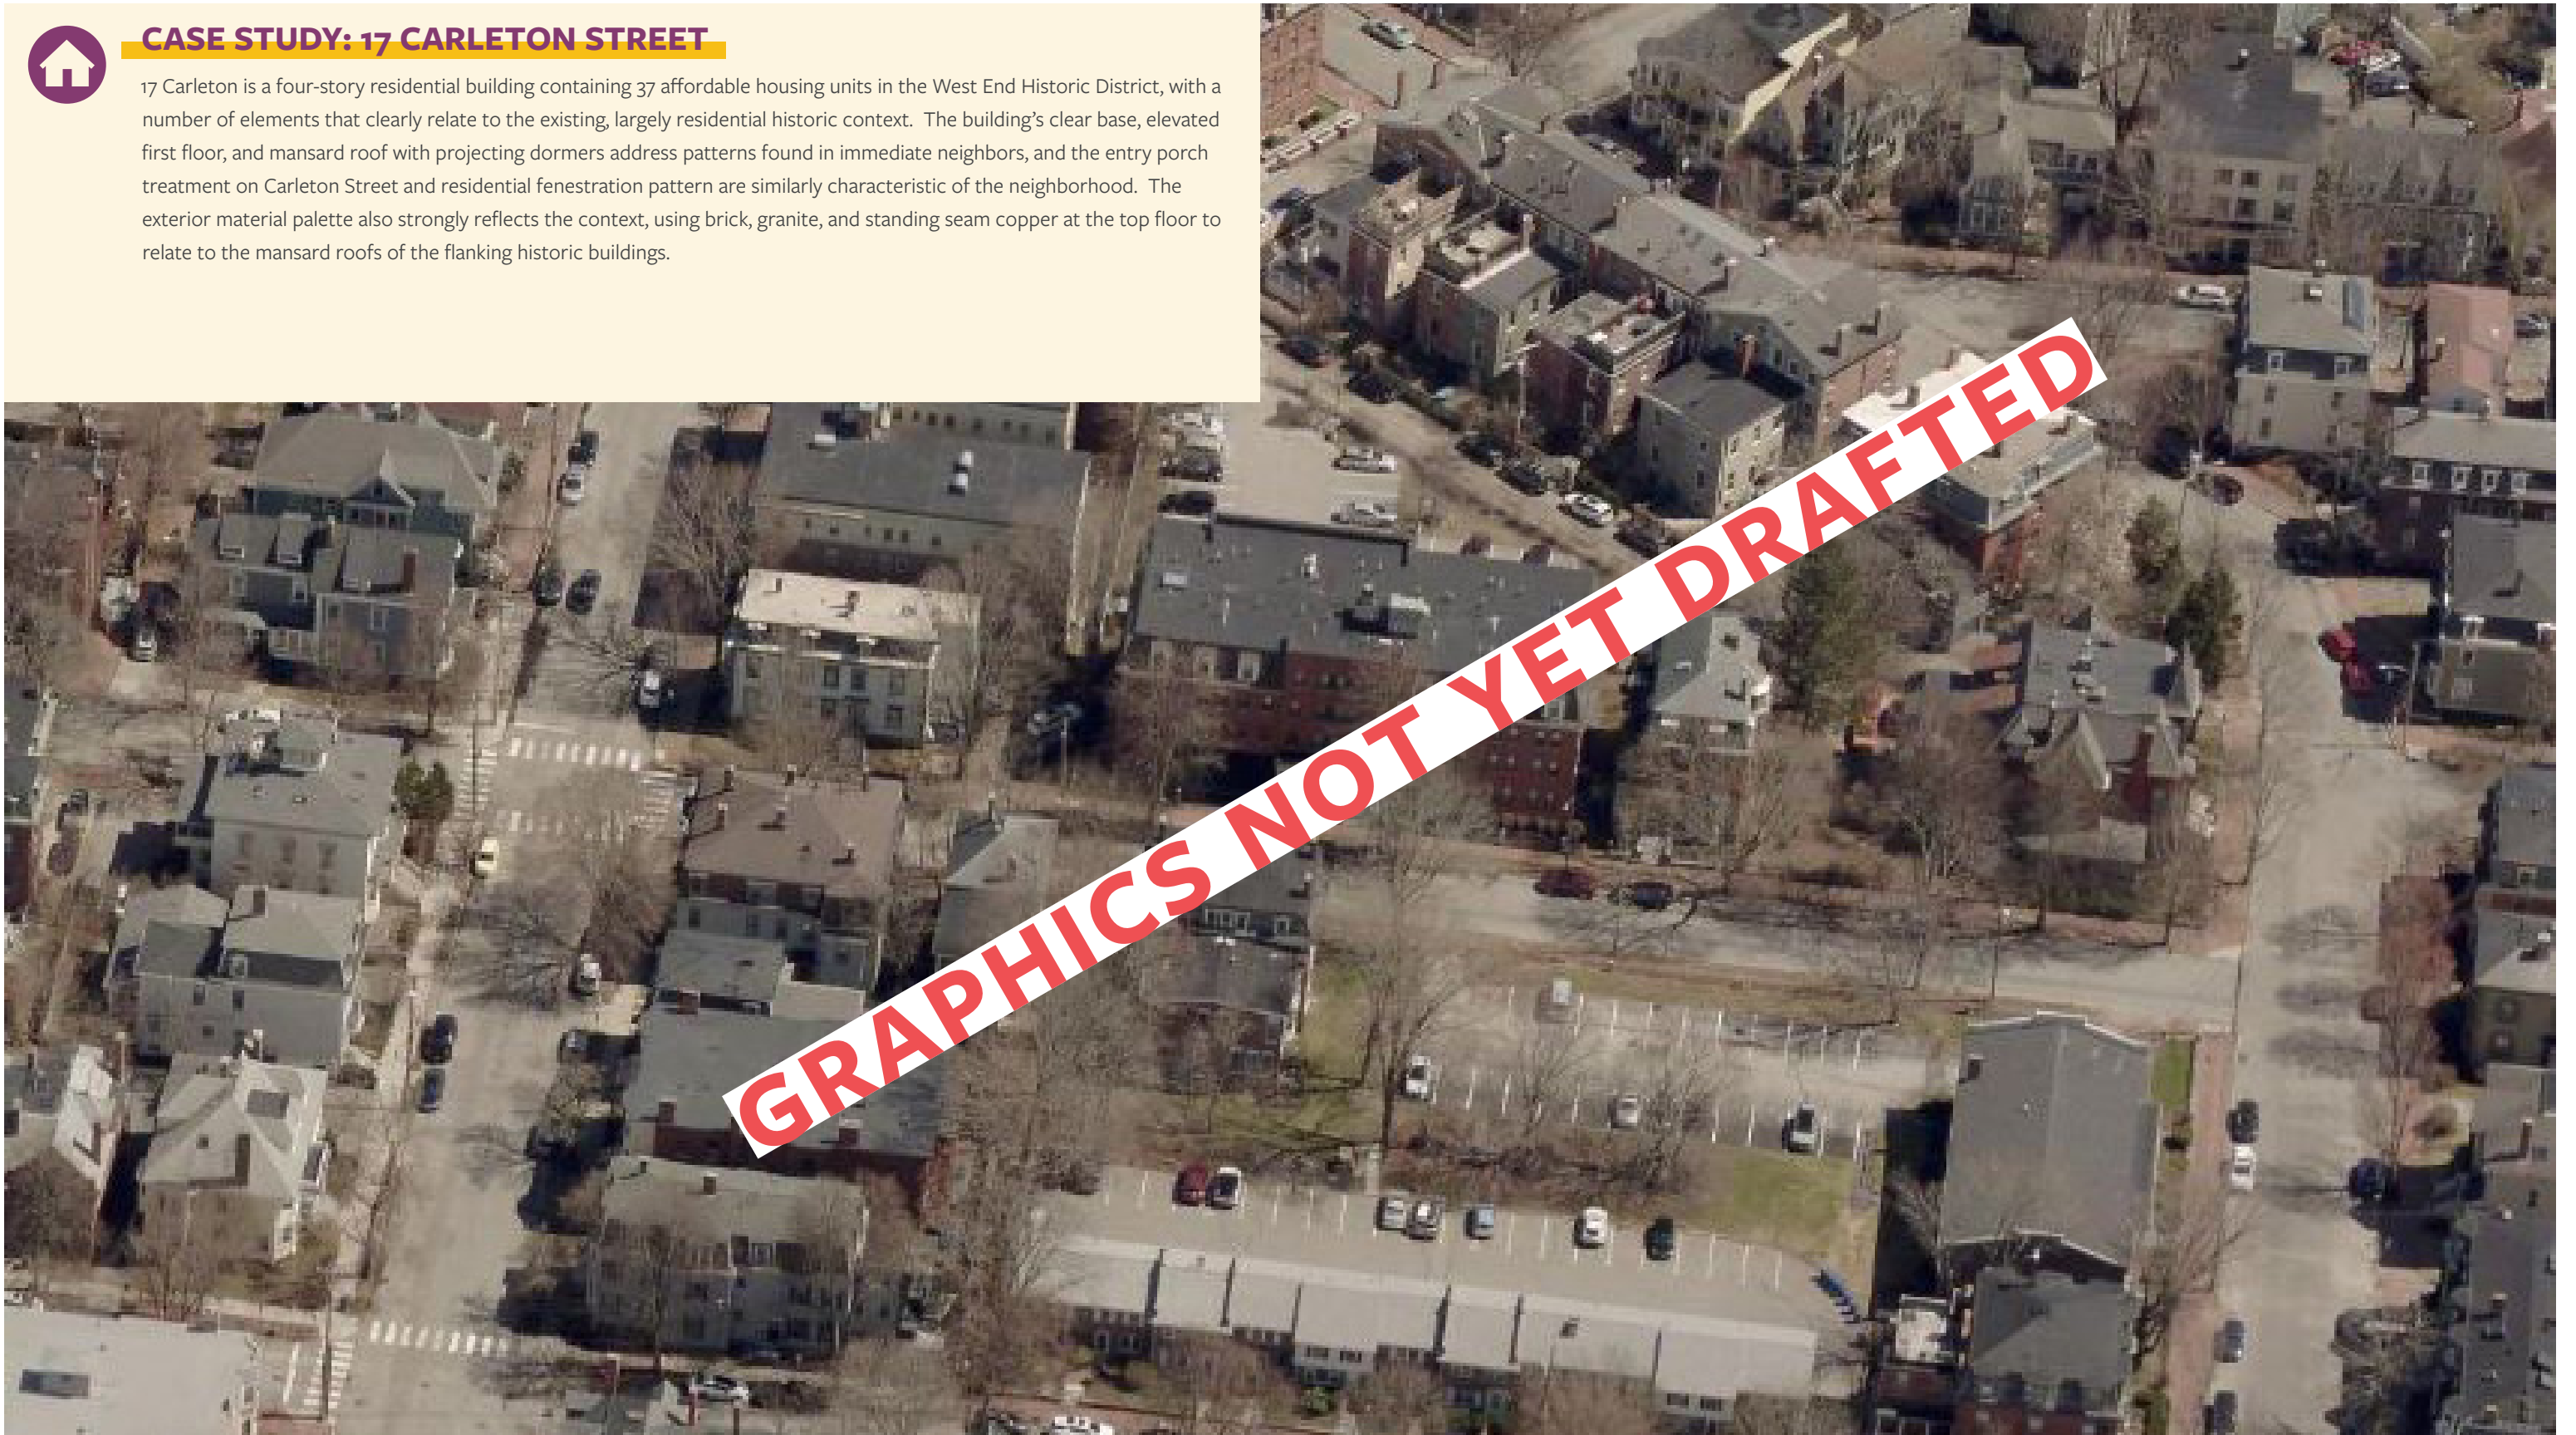 CASE STUDY: 17 CARLETON STREET
17 Carleton is a four-story residential building containing 37 affordable housing units in the West End Historic District, with a
number of elements that clearly relate to the existing, largely residential historic context.  The building’s clear base, elevated
first floor, and mansard roof with projecting dormers address patterns found in immediate neighbors, and the entry porch
treatment on Carleton Street and residential fenestration pattern are similarly characteristic of the neighborhood.  The
exterior material palette also strongly reflects the context, using brick, granite, and standing seam copper at the top floor to
relate to the mansard roofs of the flanking historic buildings.
GRAPHICS NOT YET DRAFTED